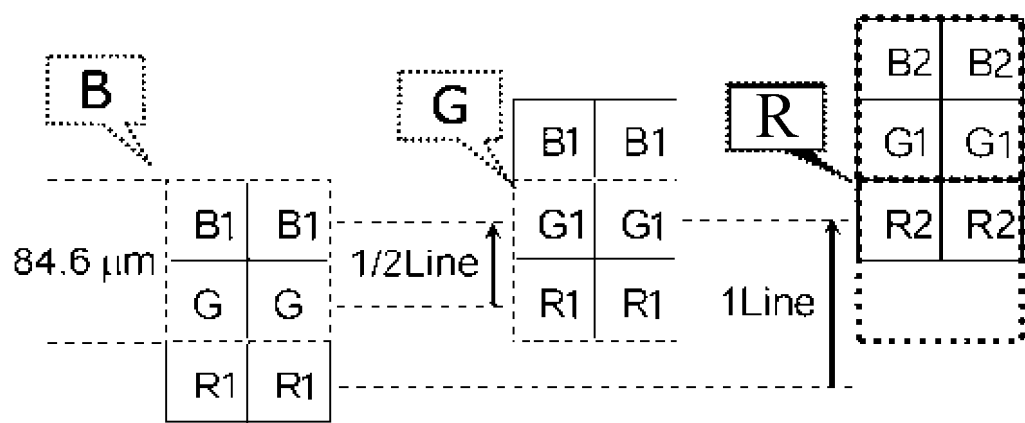 B
B1 B1
84.6 μm
G G
R1 R1
1/2Line
G
B1 B1
G1 G1
R1 R1
1Line
R
B2 B2
G1 G1
R2 R2